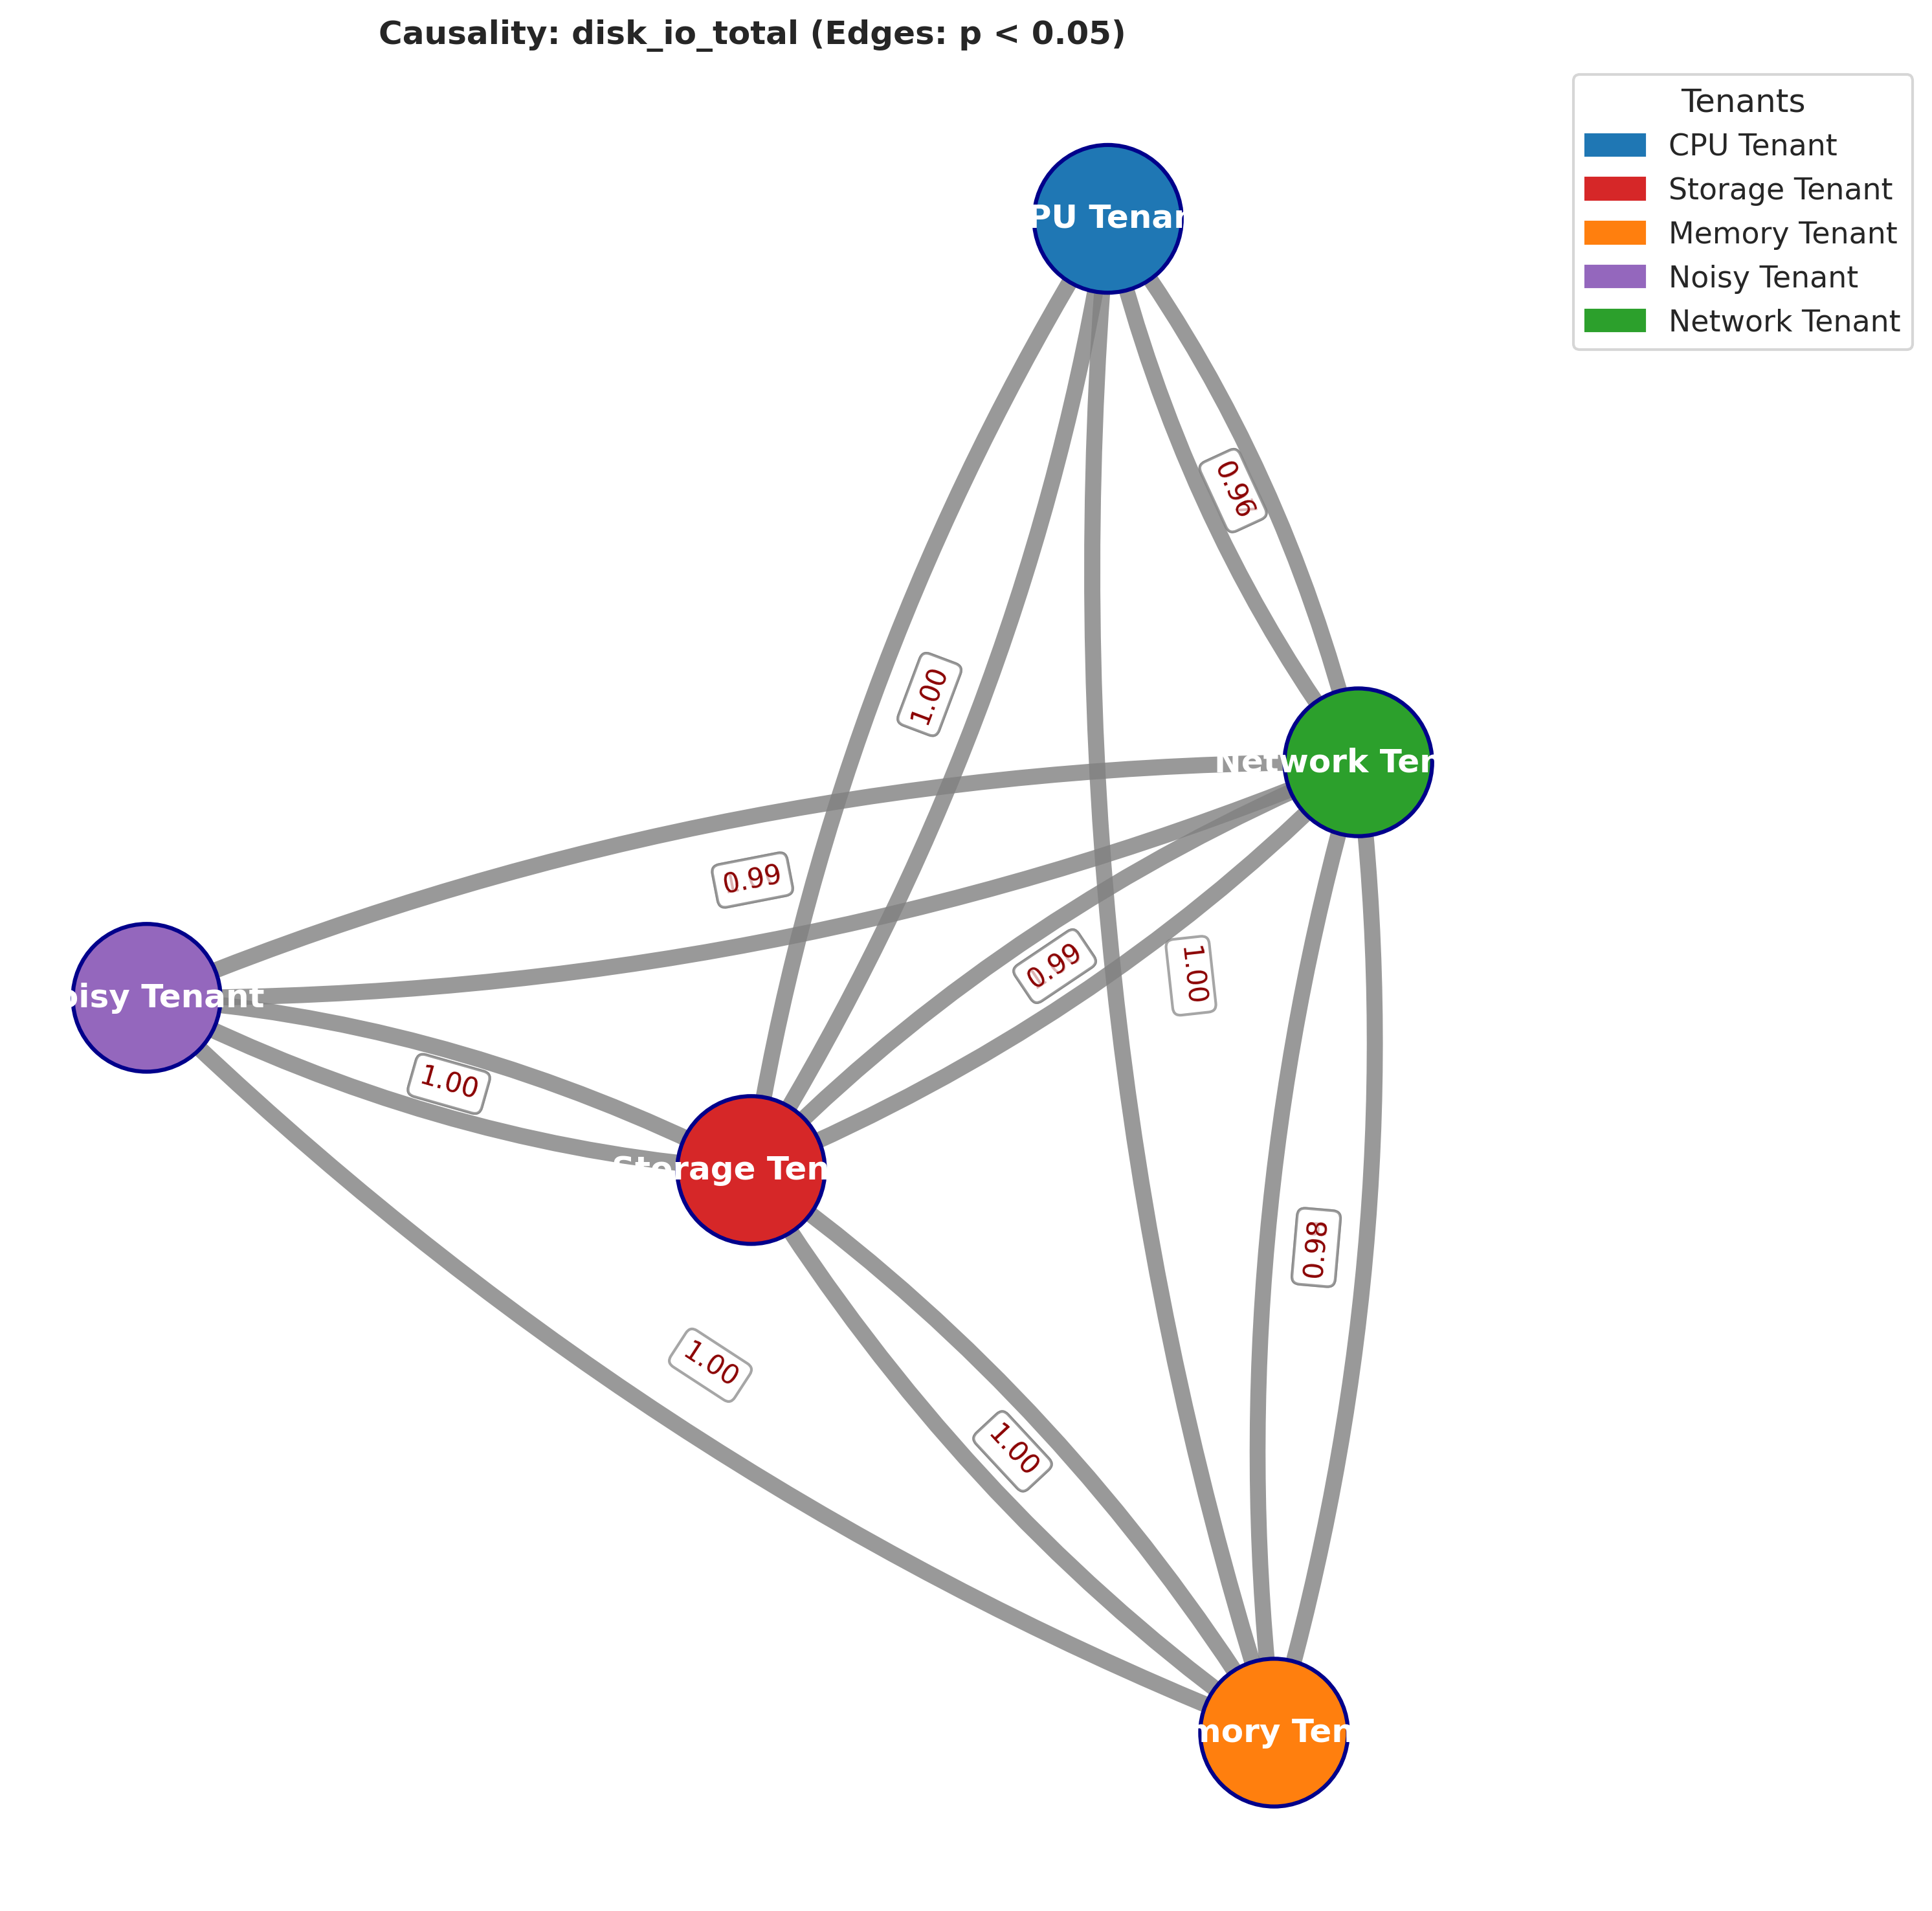 Causality: disk_io_total (Edges: p < 0.05)
Tenants
CPU Tenant
Storage Tenant
Memory Tenant
Noisy Tenant
Network Tenant
PU Tenan
0.96
1.00
Network Ten
0.99
0.99
1.00
oisy Tenant
1.00
Storage Ten
0.98
1.00
1.00
mory Ten